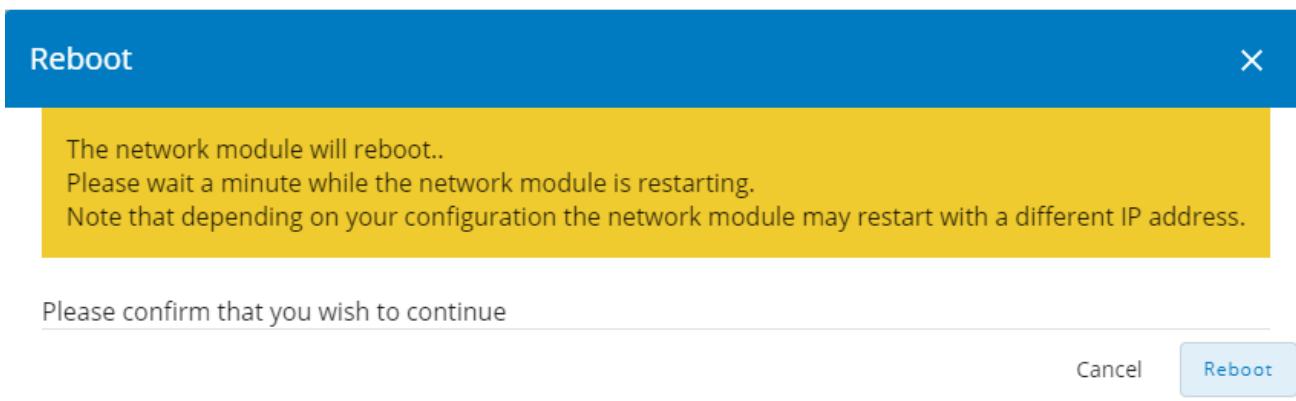 Reboot
The network module will reboot..
Please wait a minute while the network module is restarting.
Note that depending on your configuration the network module may restart with a different IP address.
Please confirm that you wish to continue
Cancel Reboot